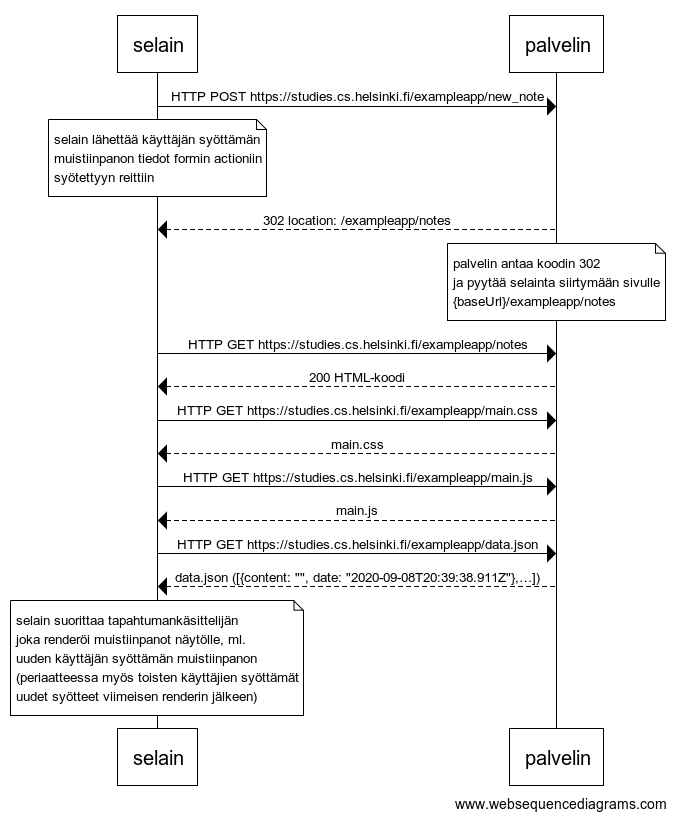 selain
palvelin
HTTP POST https://studies.cs.helsinki.fi/exampleapp/new_note
selain lähettää käyttäjän syöttämän
muistiinpanon tiedot formin actioniin
syötettyyn reittiin
302 location: /exampleapp/notes
palvelin antaa koodin 302
ja pyytää selainta siirtymään sivulle
{baseUrl}/exampleapp/notes
HTTP GET https://studies.cs.helsinki.fi/exampleapp/notes
200 HTML-koodi
HTTP GET https://studies.cs.helsinki.fi/exampleapp/main.css
main.css
HTTP GET https://studies.cs.helsinki.fi/exampleapp/main.js
main.js
HTTP GET https://studies.cs.helsinki.fi/exampleapp/data.json
data.json ([{content: "", date: "2020-09-08T20:39:38.911Z"},…])
selain suorittaa tapahtumankäsittelijän
joka renderöi muistiinpanot näytölle, ml.
uuden käyttäjän syöttämän muistiinpanon
(periaatteessa myös toisten käyttäjien syöttämät
uudet syötteet viimeisen renderin jälkeen)
selain
palvelin
www.websequencediagrams.com